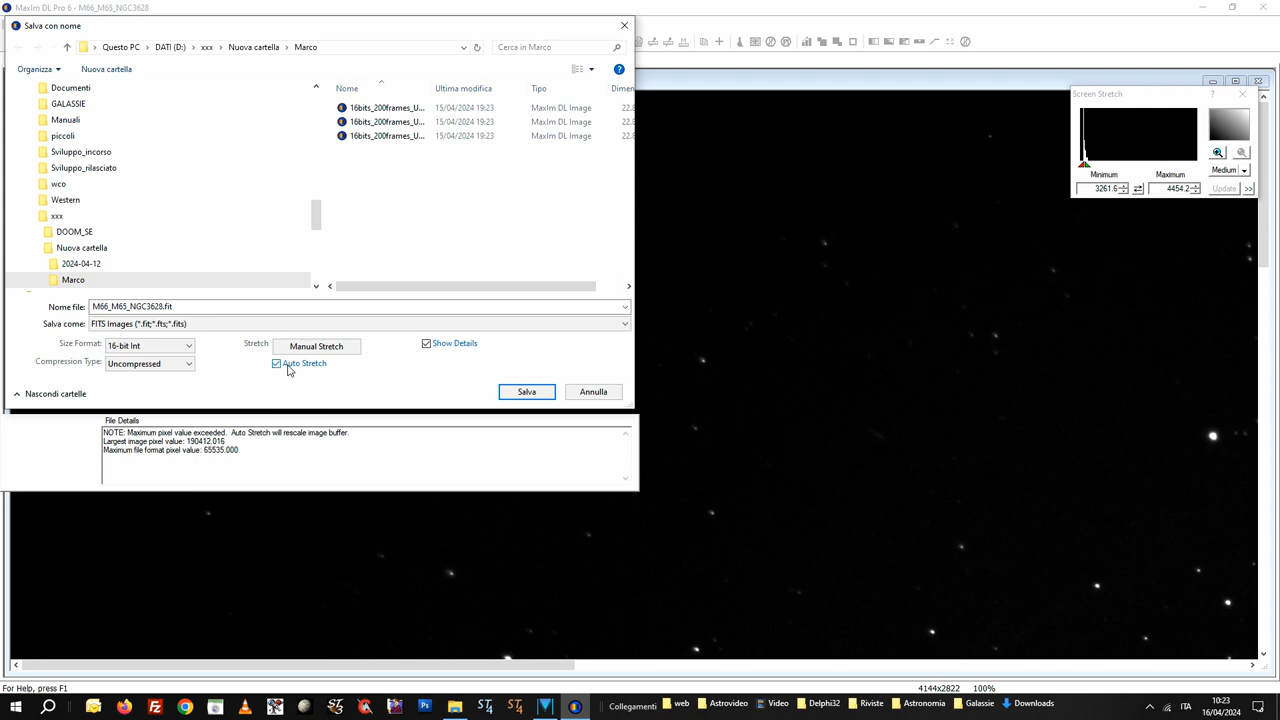 MaxIm DL Pro 6 - M66_M65_NGC3628
Salva con nome
Questo PC > DATI (D:) > xxx > Nuova cartella > Marco
Cerca in Marco
Organizza
Nuova cartella
Documenti
GALASSIE
Manuali
piccoli
Sviluppo_incorso
Sviluppo_rilasciato
wco
Western
xxx
DOOM_SE
Nuova cartella
2024-04-12
Marco
Nome Ultima modifica Tipo Dimen
16bits_200frames_U... 15/04/2024 19:23 MaxIm DL Image 22.8
16bits_200frames_U... 15/04/2024 19:23 MaxIm DL Image 22.8
16bits_200frames_U... 15/04/2024 19:23 MaxIm DL Image 22.8
Nome file: M66_M65_NGC3628.fit
Salva come: FITS Images (*.fit;*.fts;*.fits)
Size Format: 16-bit Int
Stretch Manual Stretch
Show Details
Compression Type: Uncompressed
Auto Stretch
Nascondi cartelle
Salva
Annulla
File Details
NOTE: Maximum pixel value exceeded. Auto Stretch will rescale image buffer.
Largest image pixel value: 190412.016
Maximum file format pixel value: 65535.000
Screen Stretch
Medium
Minimum Maximum
3261.6 4454.2 Update >>
For Help, press F1
4144x2822 100%
Collegamenti web Astrovideo Video Delphi32 Riviste Astronomia Galassie Downloads
ITA
10:23
16/04/2024